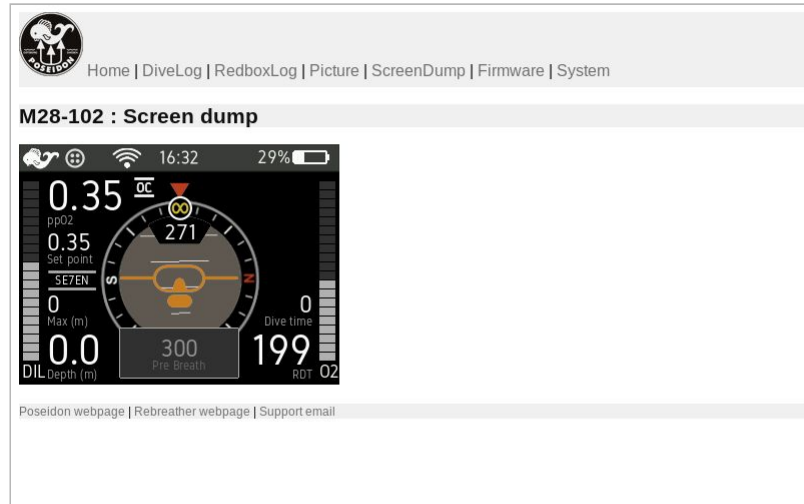 POSEIDON
Home | DiveLog | RedboxLog | Picture | ScreenDump | Firmware | System
M28-102 : Screen dump
16:32 29%
0.35 OC
ppO2
0.35 271
Set point
SE7EN S N
0 0
Max (m) Dive time
0.0 300 199
DIL Depth (m) Pre Breath RDT O2
Poseidon webpage | Rebreather webpage | Support email